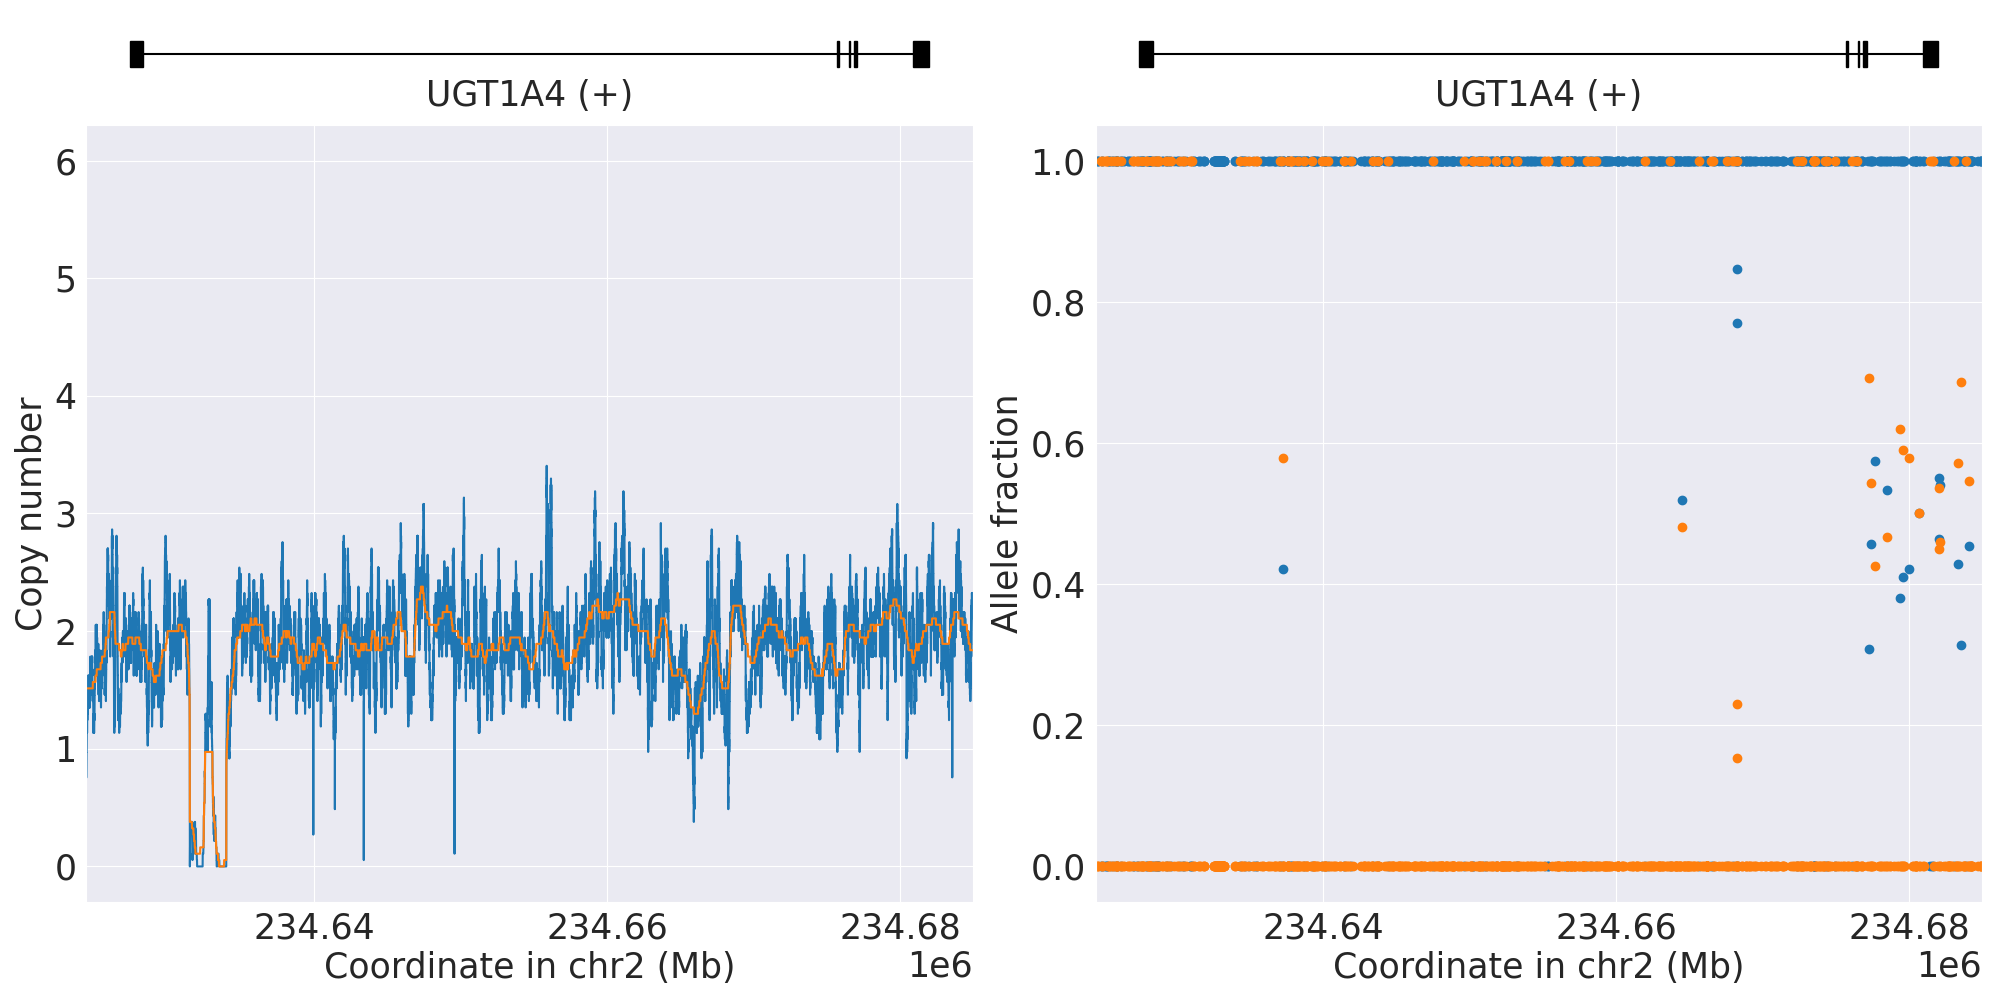 UGT1A4 (+)
Copy number
6
5
4
3
2
1
0
234.64 234.66 234.68
1e6
Coordinate in chr2 (Mb)
UGT1A4 (+)
Allele fraction
1.0
0.8
0.6
0.4
0.2
0.0
234.64 234.66 234.68
1e6
Coordinate in chr2 (Mb)